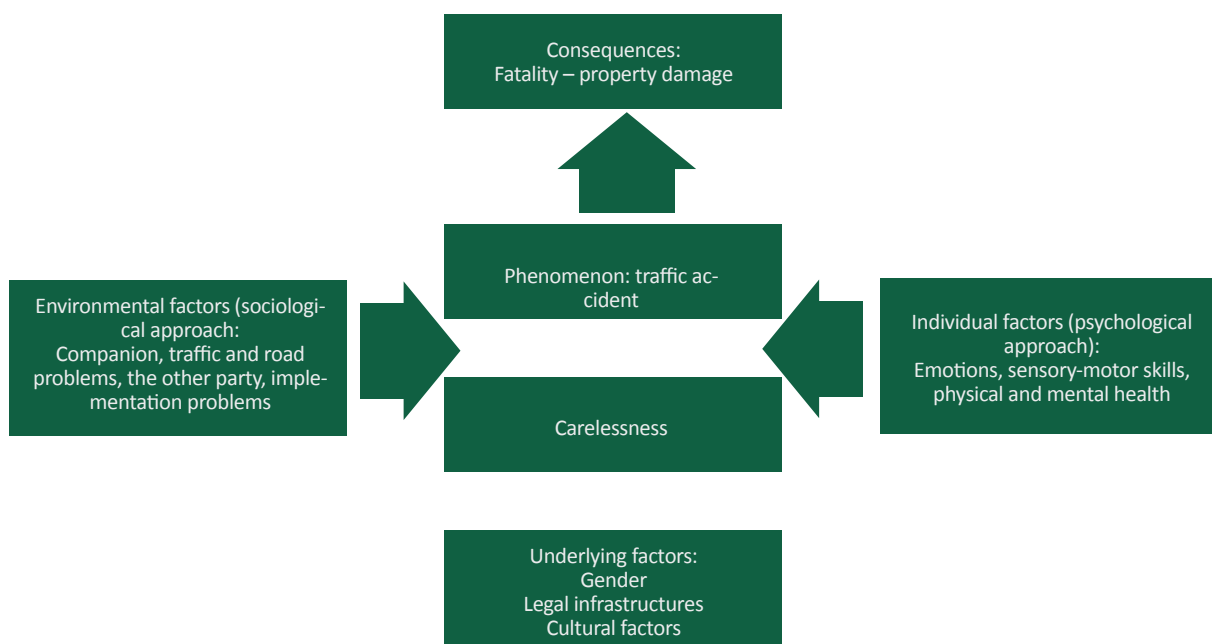 Consequences:
Fatality – property damage
Phenomenon: traffic ac-
cident
Environmental factors (sociologi-
cal approach:
Companion, traffic and road
problems, the other party, imple-
mentation problems
Individual factors (psychological
approach):
Emotions, sensory-motor skills,
physical and mental health
Carelessness
Underlying factors:
Gender
Legal infrastructures
Cultural factors